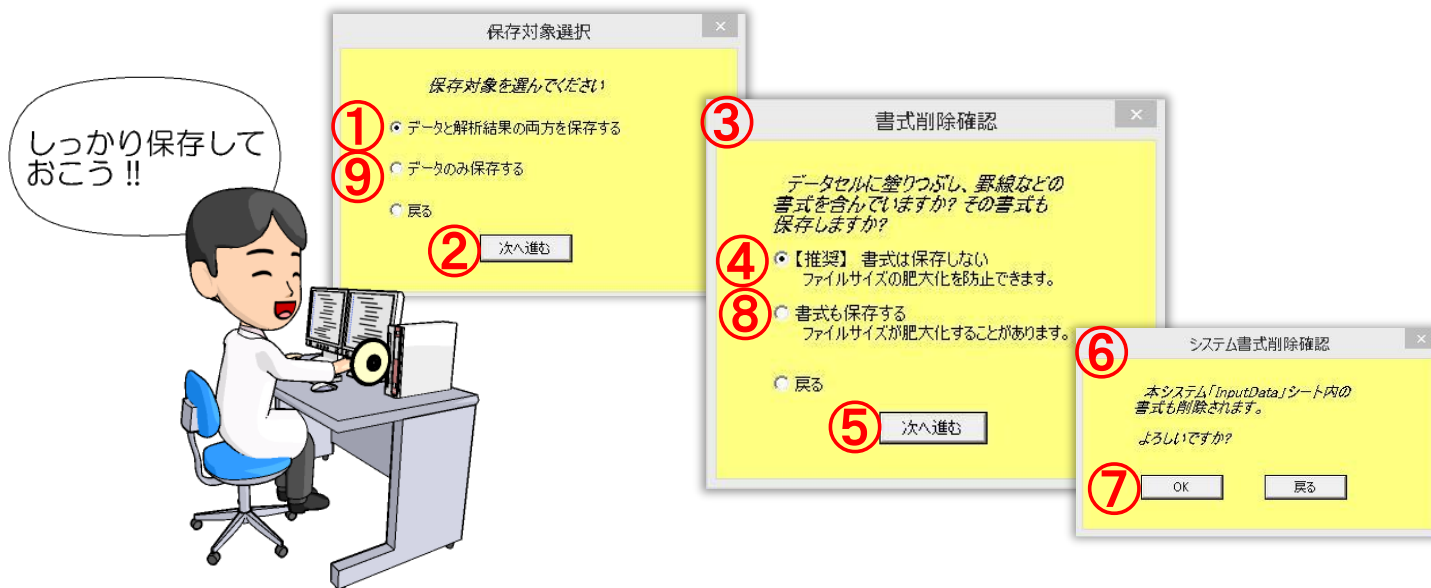 しっかり保存して
おこう!!
保存対象選択
保存対象を選んでください
① データと解析結果の両方を保存する
⑨ データのみ保存する
戻る
② 次へ進む
③ 書式削除確認
データセルに塗りつぶし、罫線などの
書式を含んでいますか? その書式も
保存しますか?
④ 【推奨】 書式は保存しない
ファイルサイズの肥大化を防止できます。
⑧ 書式も保存する
ファイルサイズが肥大化することがあります。
戻る
⑤ 次へ進む
⑥ システム書式削除確認
本システム「InputData」シート内の
書式も削除されます。
よろしいですか?
⑦ OK 戻る